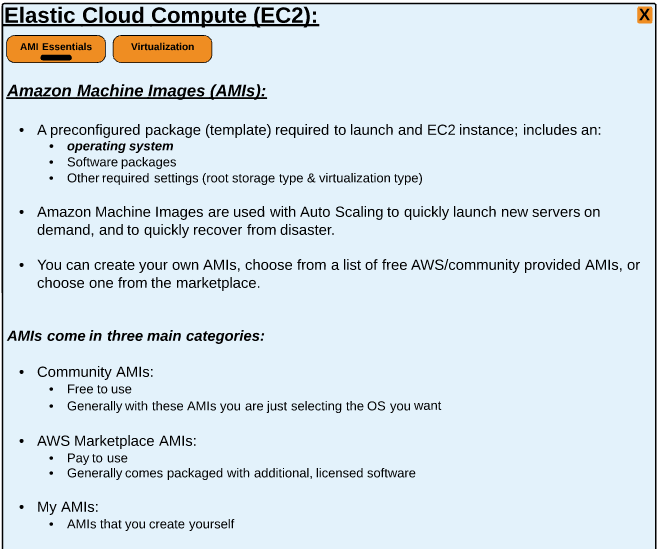 Elastic Cloud Compute (EC2):
X
AMI Essentials
Virtualization
Amazon Machine Images (AMIs):
• A preconfigured package (template) required to launch and EC2 instance; includes an:
• operating system
• Software packages
• Other required settings (root storage type & virtualization type)
• Amazon Machine Images are used with Auto Scaling to quickly launch new servers on
demand, and to quickly recover from disaster.
• You can create your own AMIs, choose from a list of free AWS/community provided AMIs, or
choose one from the marketplace.
AMIs come in three main categories:
• Community AMIs:
• Free to use
• Generally with these AMIs you are just selecting the OS you want
• AWS Marketplace AMIs:
• Pay to use
• Generally comes packaged with additional, licensed software
• My AMIs:
• AMIs that you create yourself